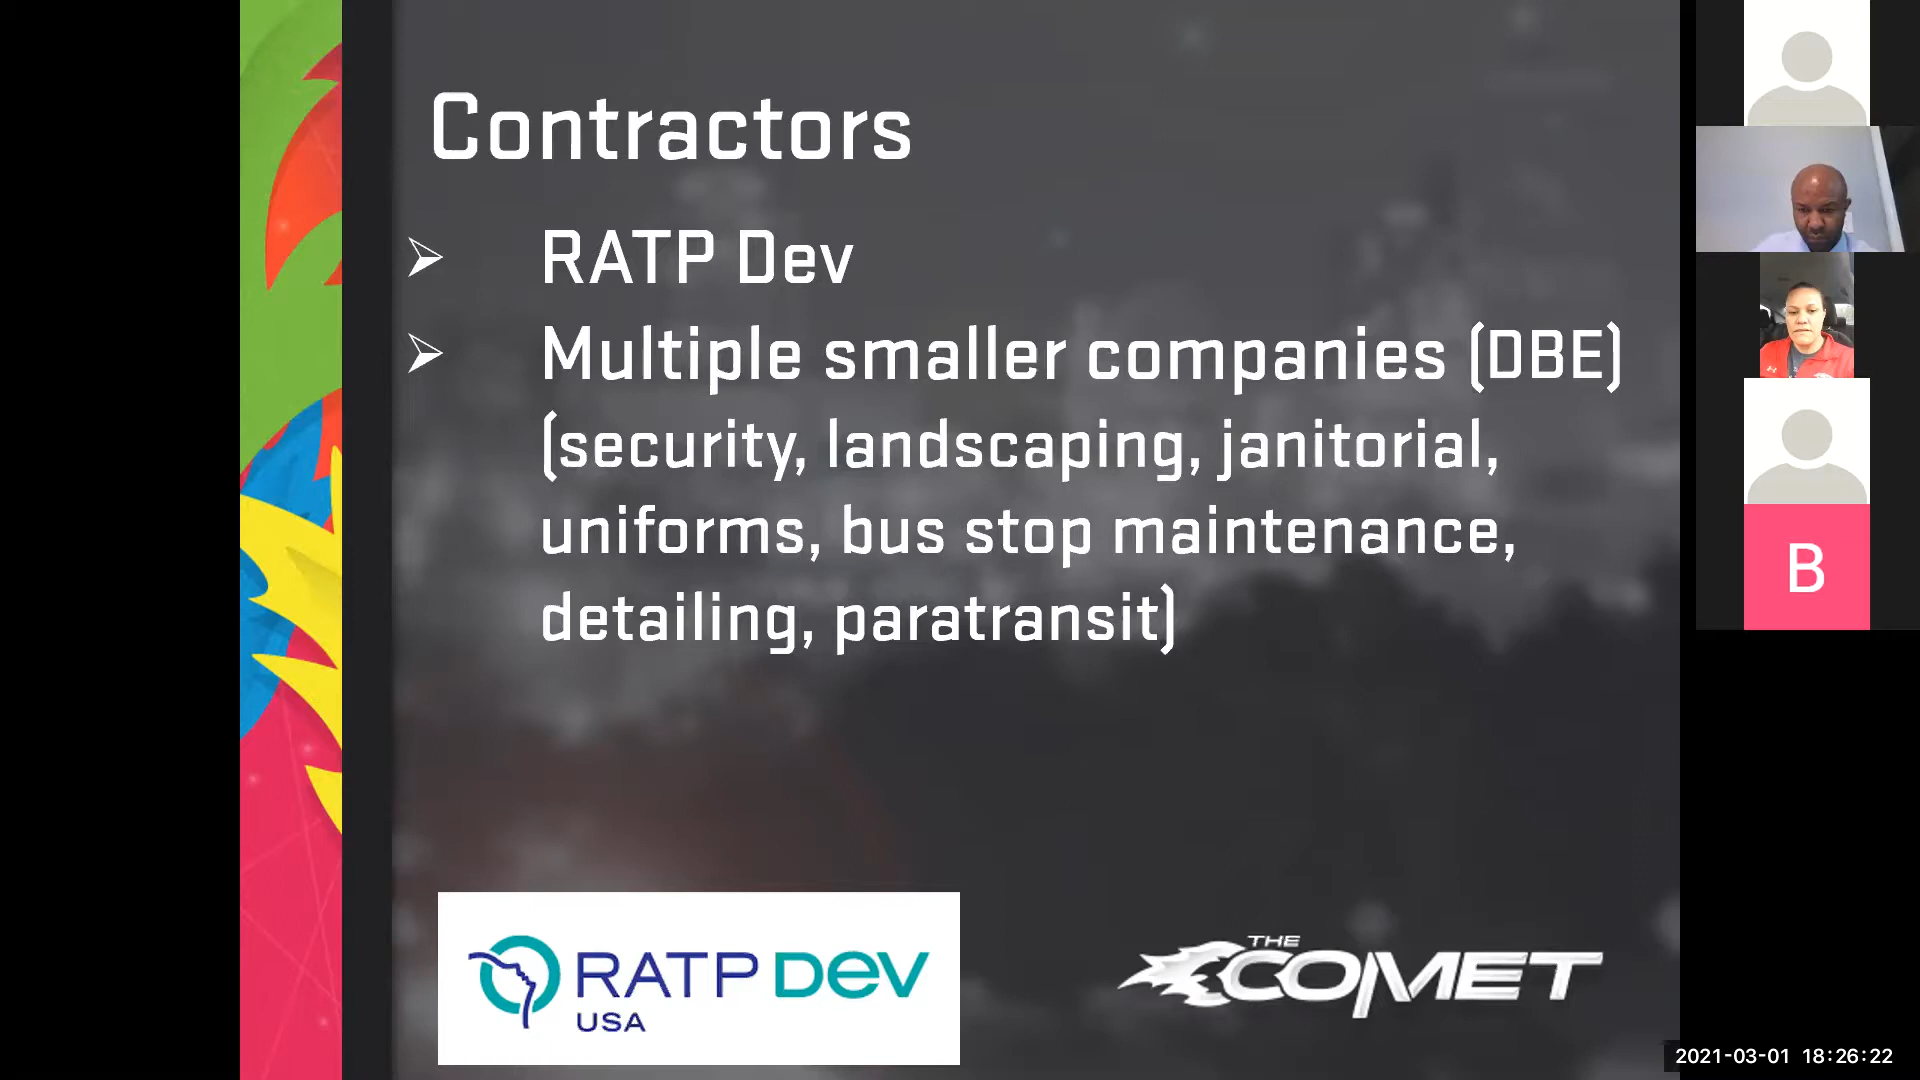 Contractors
RATP Dev
Multiple smaller companies (DBE)
(security, landscaping, janitorial,
uniforms, bus stop maintenance,
detailing, paratransit)
RATP Dev
USA
THE
COMET
B
2021-03-01 18:26:22